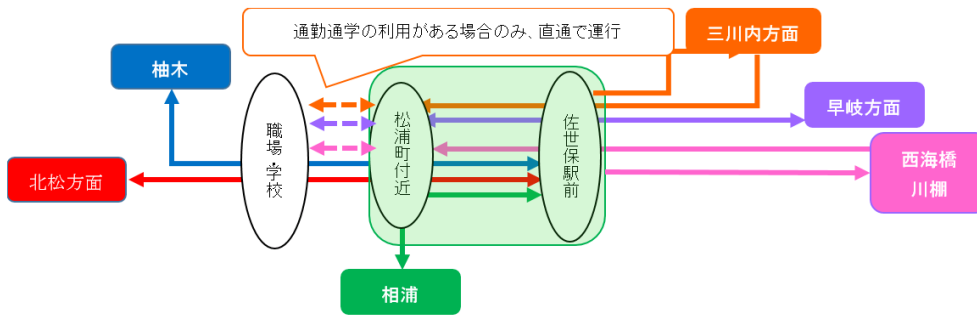 通勤通学の利用がある場合のみ、直通で運行
三川内方面
柚木
早岐方面
職場・学校
松浦町付近
佐世保駅前
西海橋
川棚
北松方面
相浦